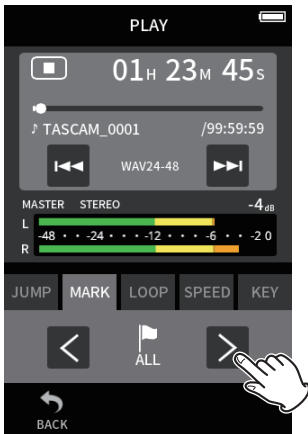 PLAY
01H 23M 45S
♪ TASCAM_0001 /99:59:59
WAV24-48
MASTER STEREO -4dB
L
-48 · · -24 · · · -12 · · · -6 · · -2 0
R
JUMP MARK LOOP SPEED KEY
ALL
BACK